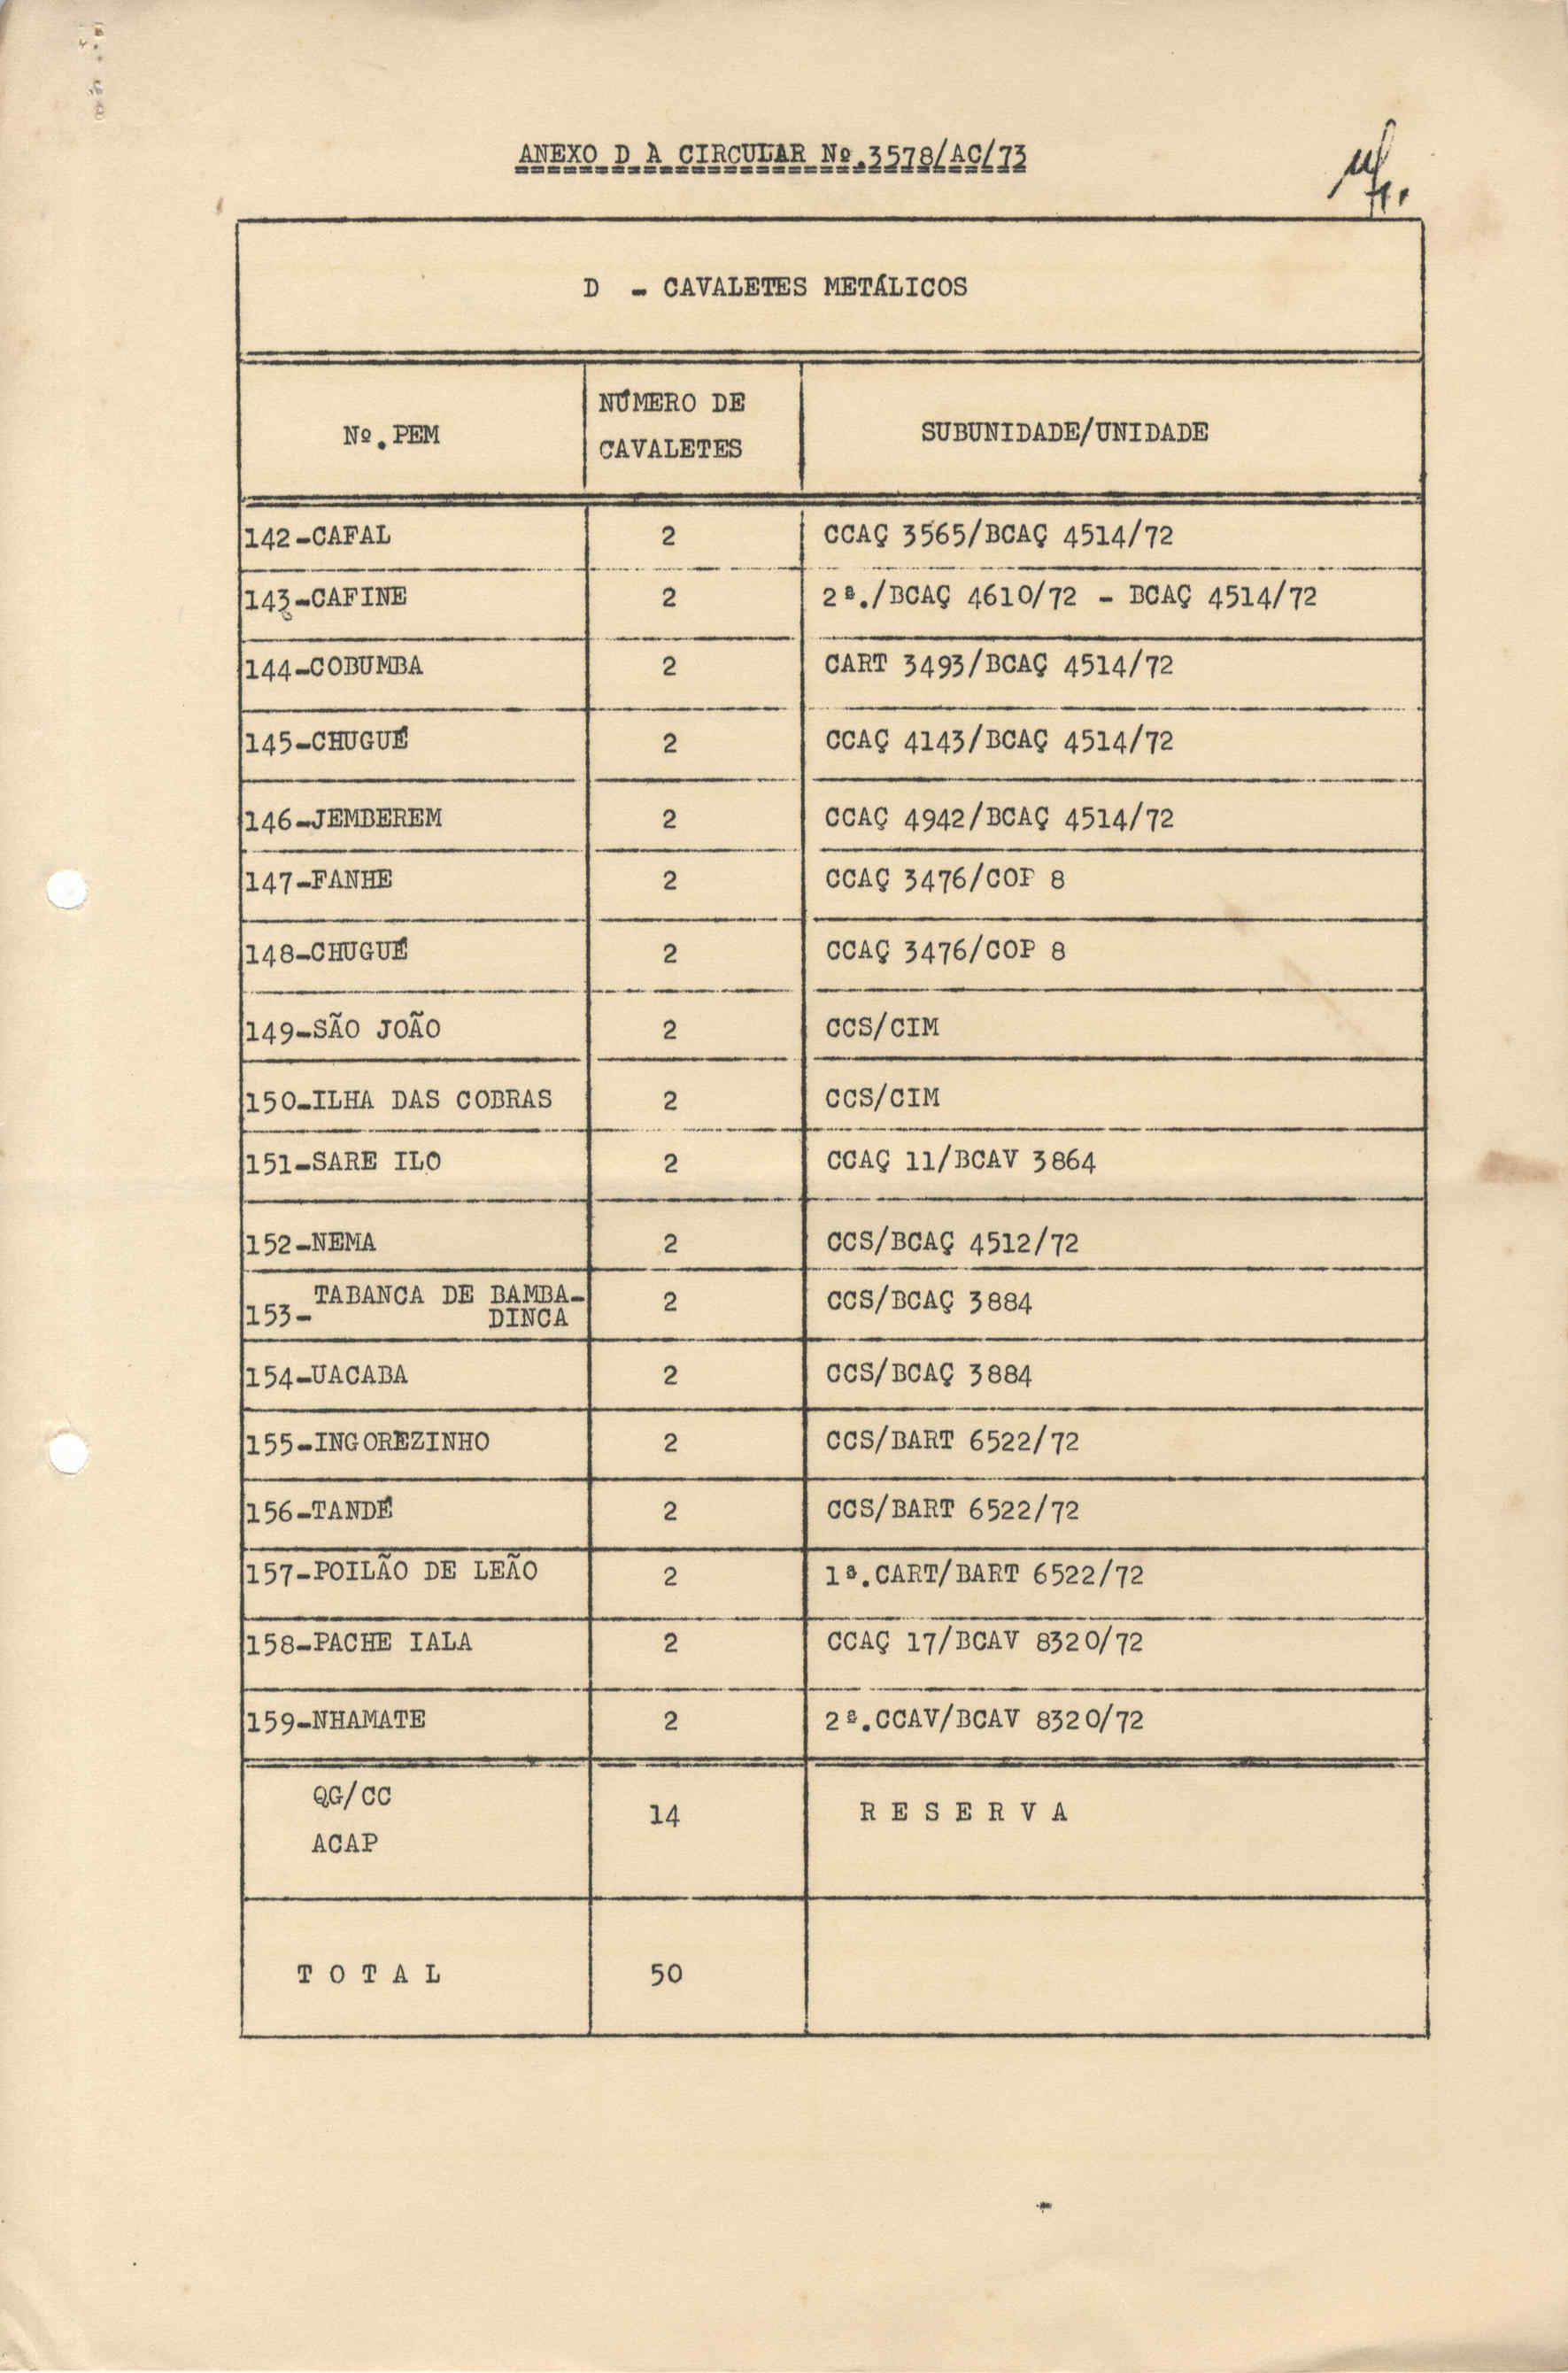 ANEXO D À CIRCULAR Nº.3578/AC/73
D - CAVALETES METÁLICOS
Nº.PEM NÚMERO DE CAVALETES SUBUNIDADE/UNIDADE
142-CAFAL 2 CCAÇ 3565/BCAÇ 4514/72
143-CAFINE 2 2ª./BCAÇ 4610/72 - BCAÇ 4514/72
144-COBUMBA 2 CART 3493/BCAÇ 4514/72
145-CHUGUÉ 2 CCAÇ 4143/BCAÇ 4514/72
146-JEMBEREM 2 CCAÇ 4942/BCAÇ 4514/72
147-FANHE 2 CCAÇ 3476/COP 8
148-CHUGUÉ 2 CCAÇ 3476/COP 8
149-SÃO JOÃO 2 CCS/CIM
150-ILHA DAS COBRAS 2 CCS/CIM
151-SARE ILO 2 CCAÇ 11/BCAV 3864
152-NEMA 2 CCS/BCAÇ 4512/72
153- TABANCA DE BAMBA- 2 CCS/BCAÇ 3884
DINCA
154-UACABA 2 CCS/BCAÇ 3884
155-INGOREZINHO 2 CCS/BART 6522/72
156-TANDÉ 2 CCS/BART 6522/72
157-POILÃO DE LEÃO 2 1ª.CART/BART 6522/72
158-PACHE IALA 2 CCAÇ 17/BCAV 8320/72
159-NHAMATE 2 2ª.CCAV/BCAV 8320/72
QG/CC
ACAP 14 R E S E R V A
T O T A L 50